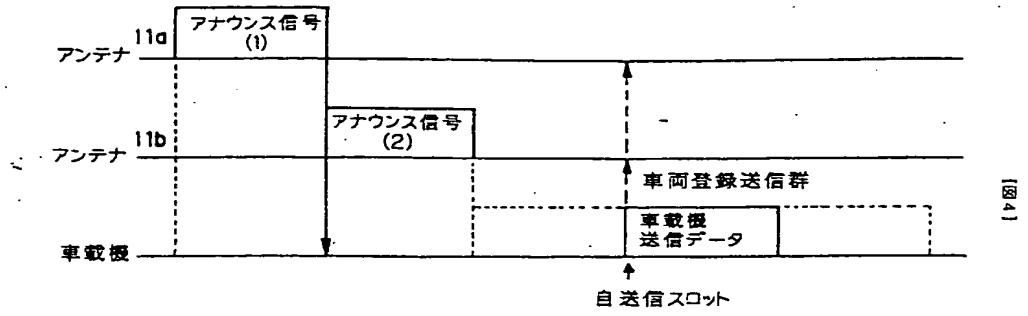 アンテナ 11a
アナウンス信号
(1)
アンテナ 11b
アナウンス信号
(2)
車両登録送信群
車載機
送信データ
車載機
自送信スロット
【図4】